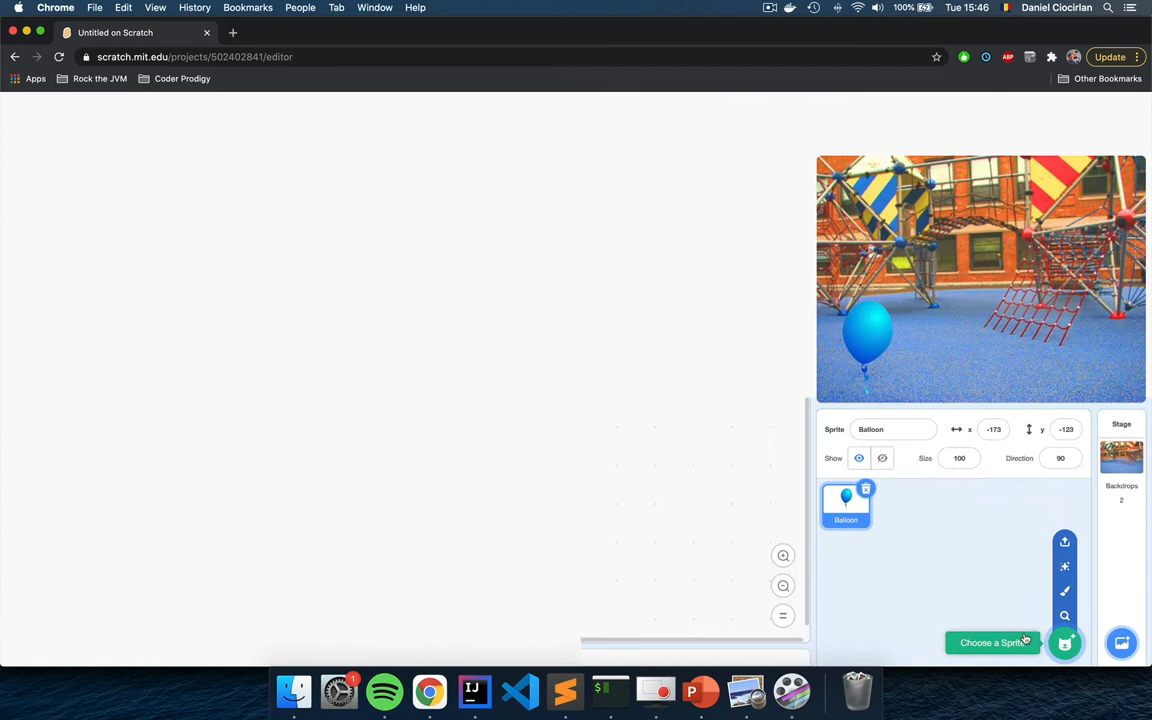 Chrome File Edit View History Bookmarks People Tab Window Help 100% Tue 15:46 Daniel Ciocirlan
Untitled on Scratch
scratch.mit.edu/projects/502402841/editor
Update
Apps Rock the JVM Coder Prodigy Other Bookmarks
Sprite Balloon x -173 y -123
Show Size 100 Direction 90
Stage
Backdrops
2
Balloon
Choose a Sprite
1